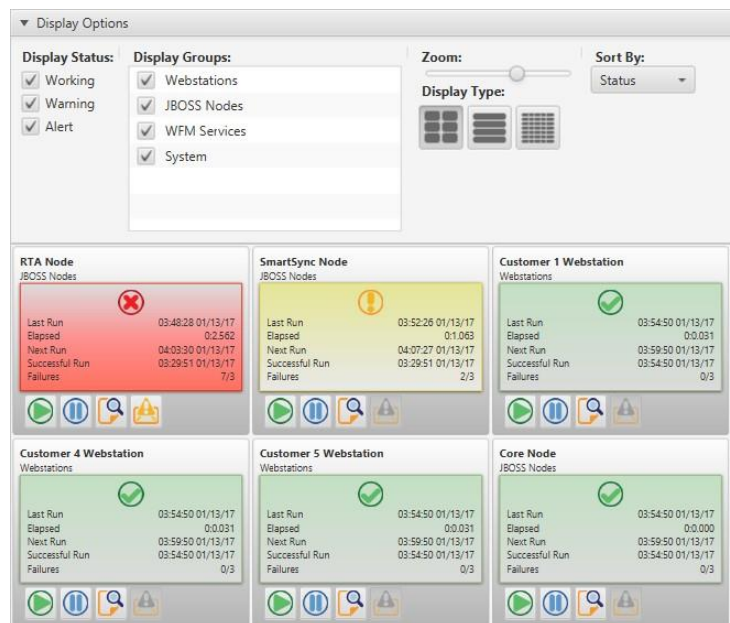 Display Options
Display Status:
Working
Warning
Alert
Display Groups:
Webstations
JBOSS Nodes
WFM Services
System
Zoom:
Display Type:
Sort By:
Status
RTA Node
JBOSS Nodes
Last Run 03:48:28 01/13/17
Elapsed 0:2.562
Next Run 04:03:30 01/13/17
Successful Run 03:29:51 01/13/17
Failures 7/3
SmartSync Node
JBOSS Nodes
Last Run 03:52:26 01/13/17
Elapsed 0:1.063
Next Run 04:07:27 01/13/17
Successful Run 03:29:51 01/13/17
Failures 2/3
Customer 1 Webstation
Webstations
Last Run 03:54:50 01/13/17
Elapsed 0:0.031
Next Run 03:59:50 01/13/17
Successful Run 03:54:50 01/13/17
Failures 0/3
Customer 4 Webstation
Webstations
Last Run 03:54:50 01/13/17
Elapsed 0:0.031
Next Run 03:59:50 01/13/17
Successful Run 03:54:50 01/13/17
Failures 0/3
Customer 5 Webstation
Webstations
Last Run 03:54:50 01/13/17
Elapsed 0:0.031
Next Run 03:59:50 01/13/17
Successful Run 03:54:50 01/13/17
Failures 0/3
Core Node
JBOSS Nodes
Last Run 03:54:50 01/13/17
Elapsed 0:0.000
Next Run 03:59:50 01/13/17
Successful Run 03:54:50 01/13/17
Failures 0/3